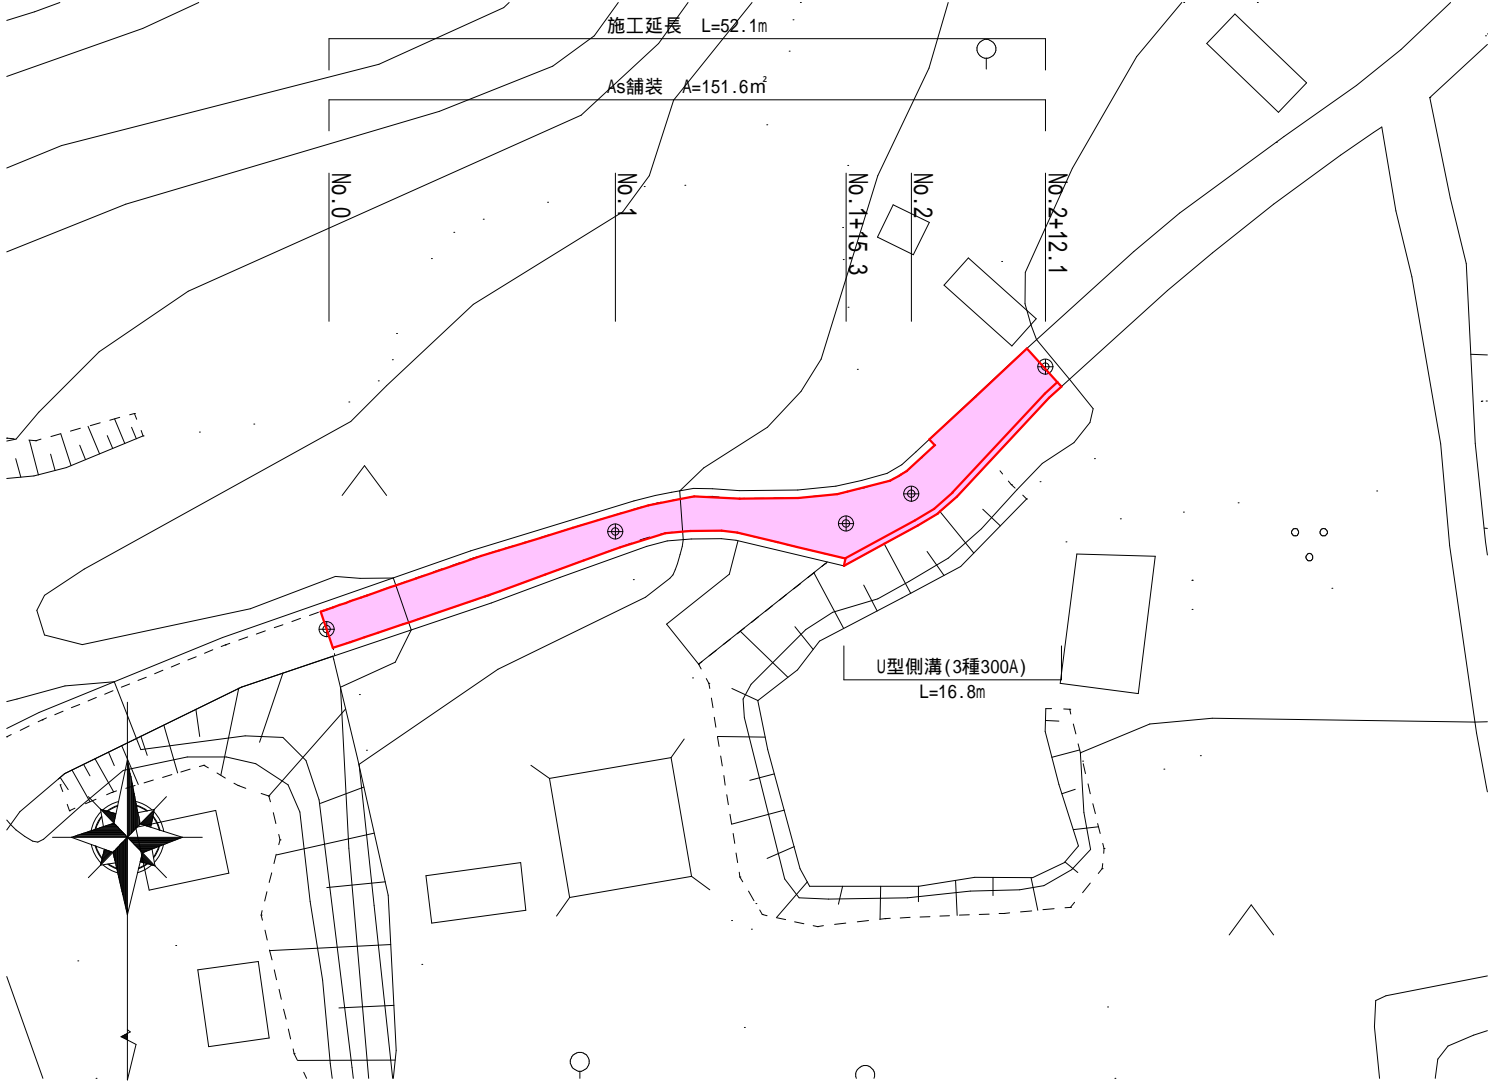 施工延長 L=52.1m
As舗装 A=151.6㎡
No.0
No.1
No.1+15.3
No.2
No.2+12.1
U型側溝(3種300A)
L=16.8m